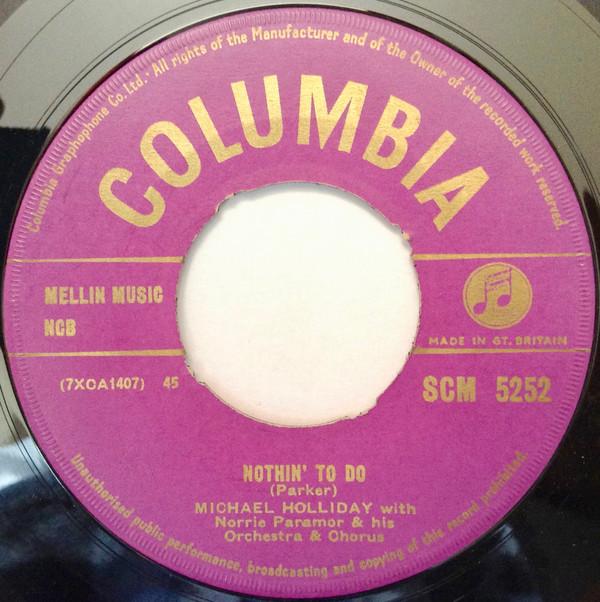 Columbia Graphophone Co. Ltd. · All rights of the Manufacturer and of the Owner of the recorded work reserved.
COLUMBIA
MELLIN MUSIC
NCB
MADE IN GT. BRITAIN
(7XCA1407) 45
SCM 5252
NOTHIN' TO DO
(Parker)
MICHAEL HOLLIDAY with
Norrie Paramor & his
Orchestra & Chorus
Unauthorised public performance, broadcasting and copying of this record prohibited.